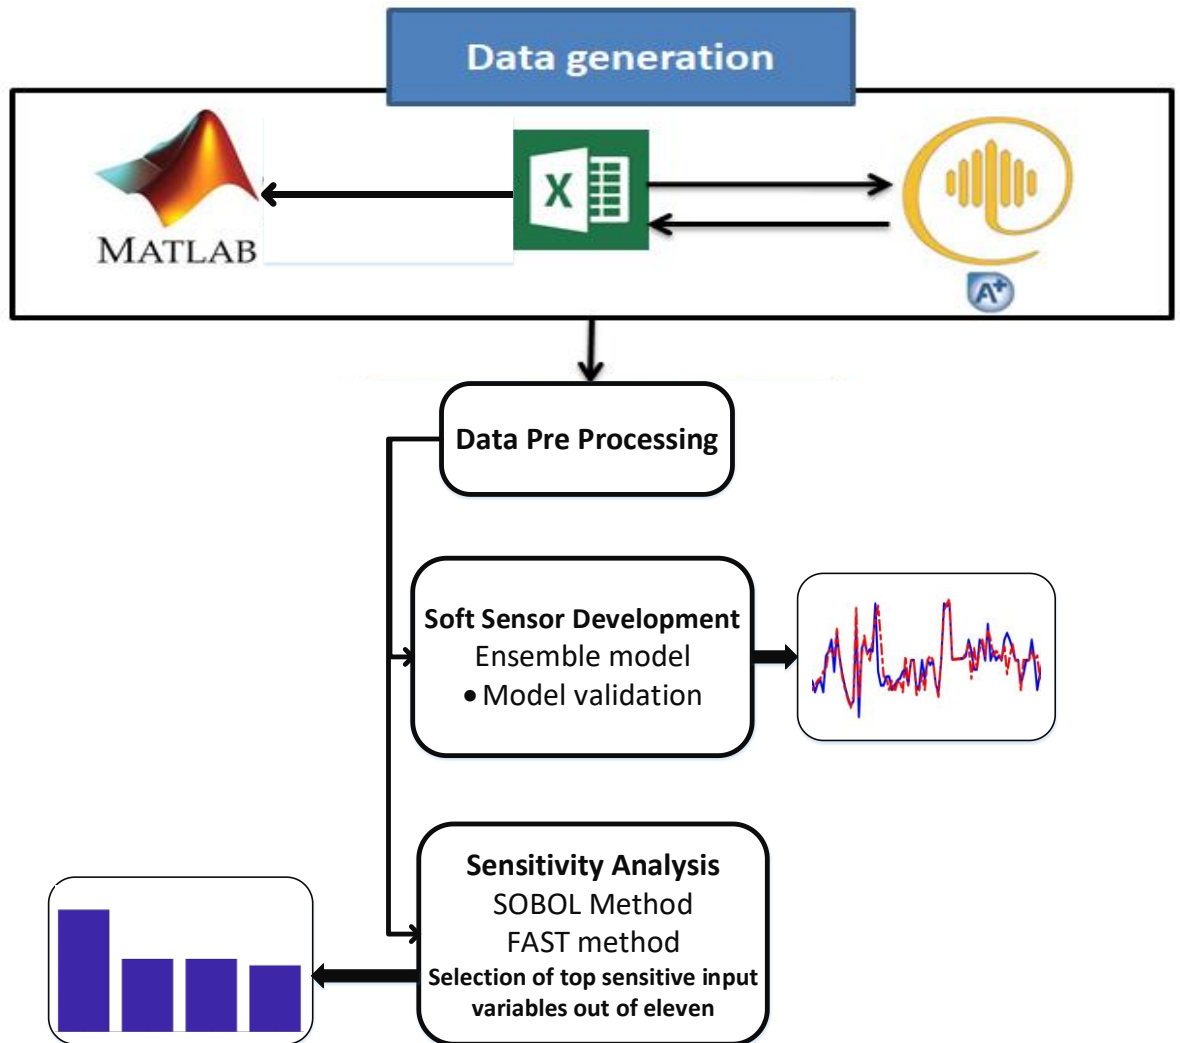 Data generation
MATLAB
X
A+
Data Pre Processing
Soft Sensor Development
Ensemble model
• Model validation
Sensitivity Analysis
SOBOL Method
FAST method
Selection of top sensitive input
variables out of eleven